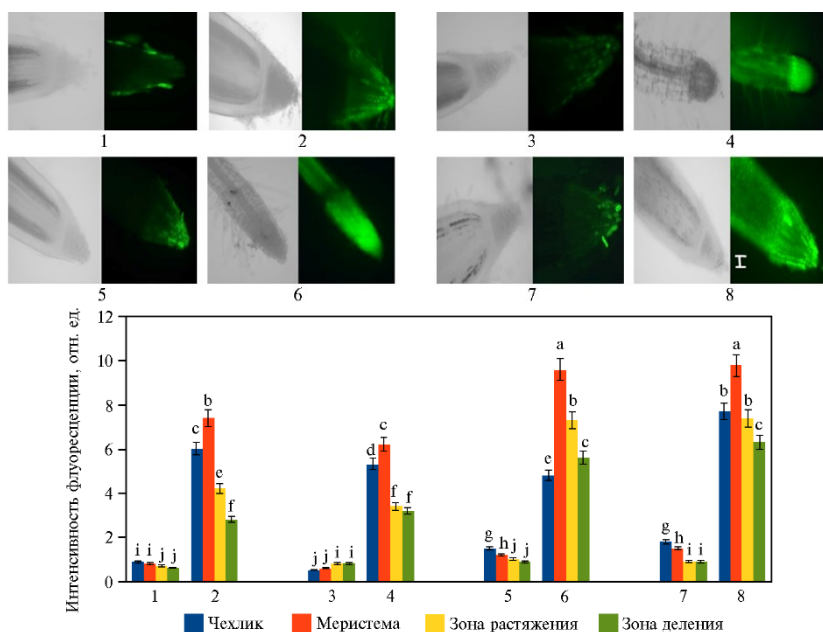 1 2 3 4
5 6 7 8
Интенсивность флуоресценции, отн. ед.
12
10
8
6
4
2
0
i i j j
c b e f
j j i i
d c f f
g h j j
e a b c
g h i i
b a b c
1 2 3 4 5 6 7 8
Чехлик Меристема Зона растяжения Зона деления